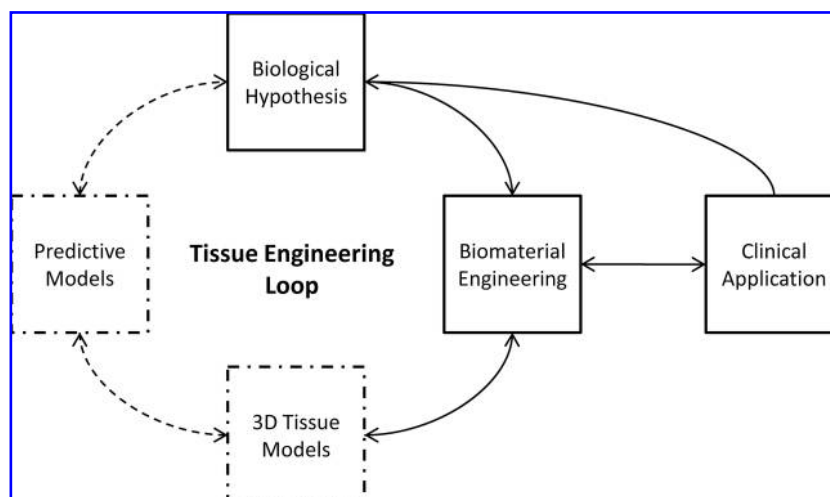 Biological
Hypothesis
Predictive
Models
Tissue Engineering
Loop
Biomaterial
Engineering
Clinical
Application
3D Tissue
Models